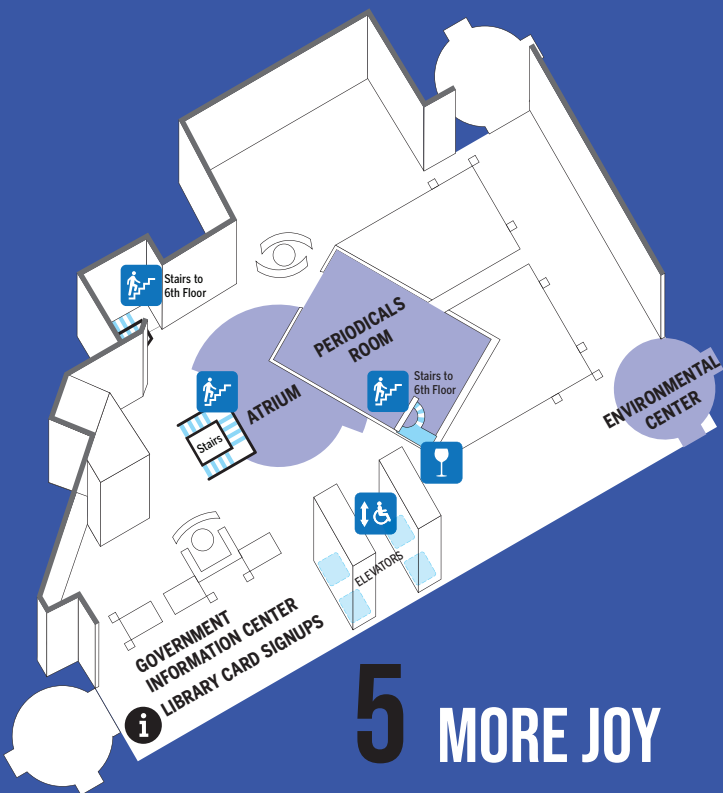 Stairs to
6th Floor
PERIODICALS
ROOM
Stairs to
6th Floor
ATRIUM
Stairs
ENVIRONMENTAL
CENTER
ELEVATORS
GOVERNMENT
INFORMATION CENTER
LIBRARY CARD SIGNUPS
i
5 MORE JOY